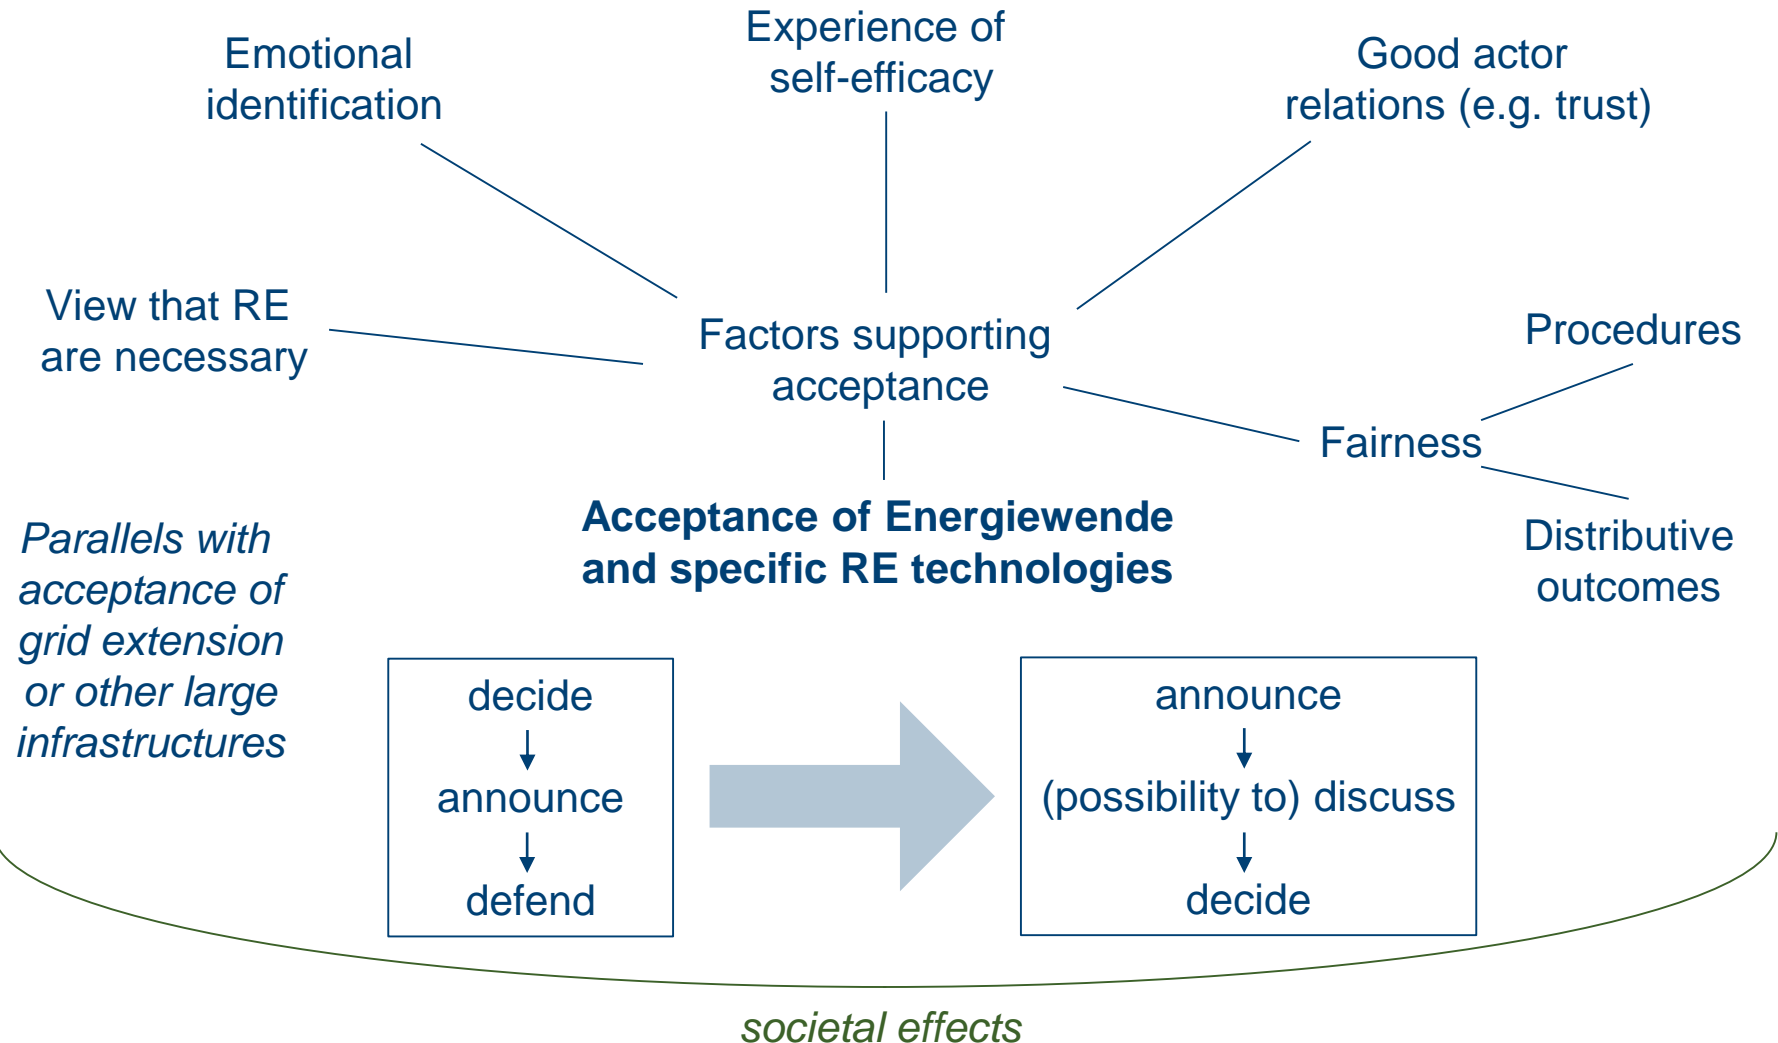 Experience of
self-efficacy
Emotional
identification
Good actor
relations (e.g. trust)
View that RE
are necessary
Factors supporting
acceptance
Procedures
Fairness
Distributive
outcomes
Acceptance of Energiewende
and specific RE technologies
Parallels with
acceptance of
grid extension
or other large
infrastructures
decide
announce
defend
announce
(possibility to) discuss
decide
societal effects